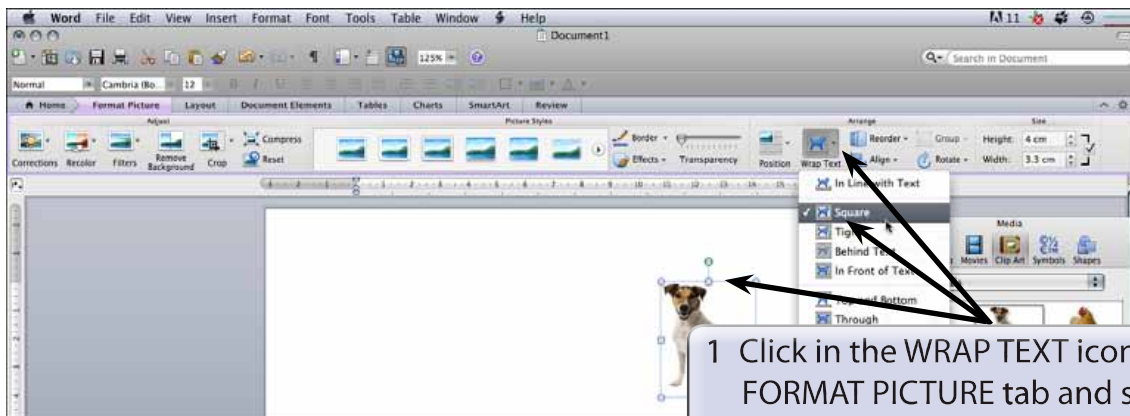 Word File Edit View Insert Format Font Tools Table Window Help
Document1
125%
Search in Document
Normal Cambria (Bo... 12
Home Format Picture Layout Document Elements Tables Charts SmartArt Review
Adjust Picture Styles Arrange Size
Compress Border Reorder Group Height: 4 cm
Reset Effects Transparency Align Rotate Width: 3.3 cm
Corrections Recolor Filters Remove Background Crop Position Wrap Text
In Line with Text
Square
Behind Text
In Front of Text
and Bottom
Through
Media
Movies Clip Art Symbols Shapes
1 Click in the WRAP TEXT icon
FORMAT PICTURE tab and s